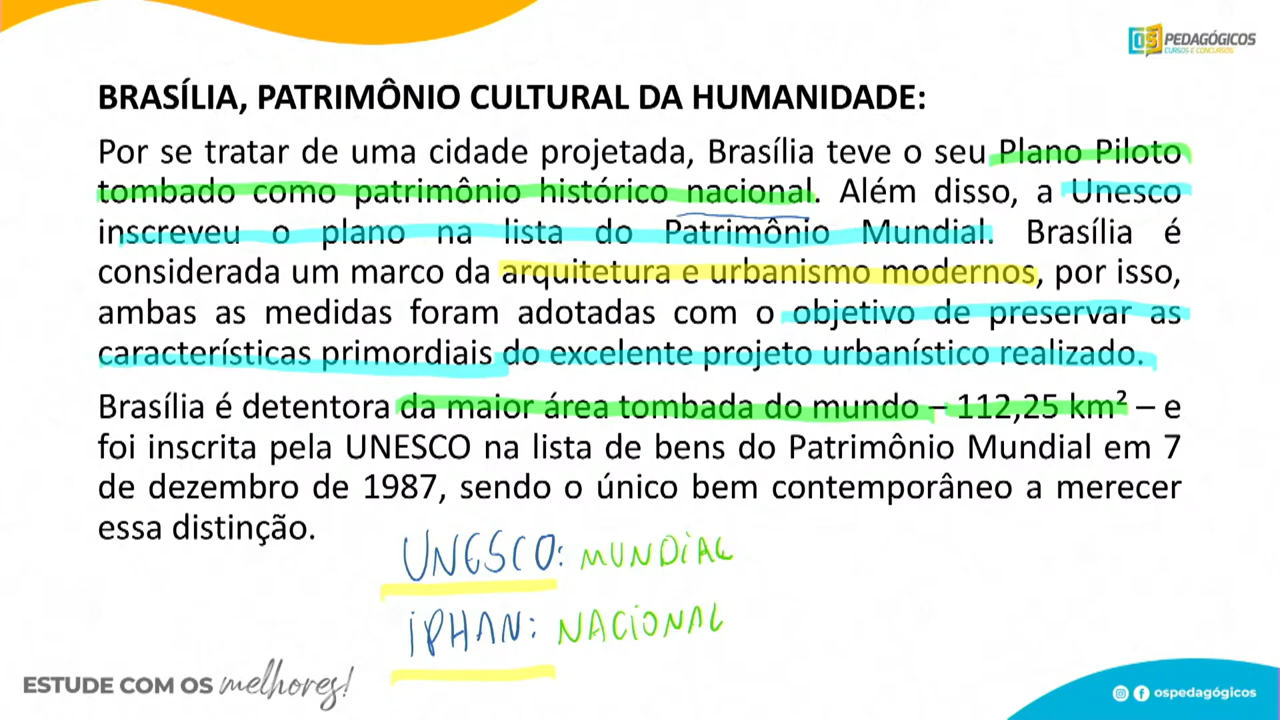 OS PEDAGÓGICOS
CURSOS E CONCURSOS
BRASÍLIA, PATRIMÔNIO CULTURAL DA HUMANIDADE:
Por se tratar de uma cidade projetada, Brasília teve o seu Plano Piloto
tombado como patrimônio histórico nacional. Além disso, a Unesco
inscreveu o plano na lista do Patrimônio Mundial. Brasília é
considerada um marco da arquitetura e urbanismo modernos, por isso,
ambas as medidas foram adotadas com o objetivo de preservar as
características primordiais do excelente projeto urbanístico realizado.
Brasília é detentora da maior área tombada do mundo – 112,25 km² – e
foi inscrita pela UNESCO na lista de bens do Patrimônio Mundial em 7
de dezembro de 1987, sendo o único bem contemporâneo a merecer
essa distinção.
UNESCO: MUNDIAL
IPHAN: NACIONAL
ESTUDE COM OS melhores!
ospedagógicos